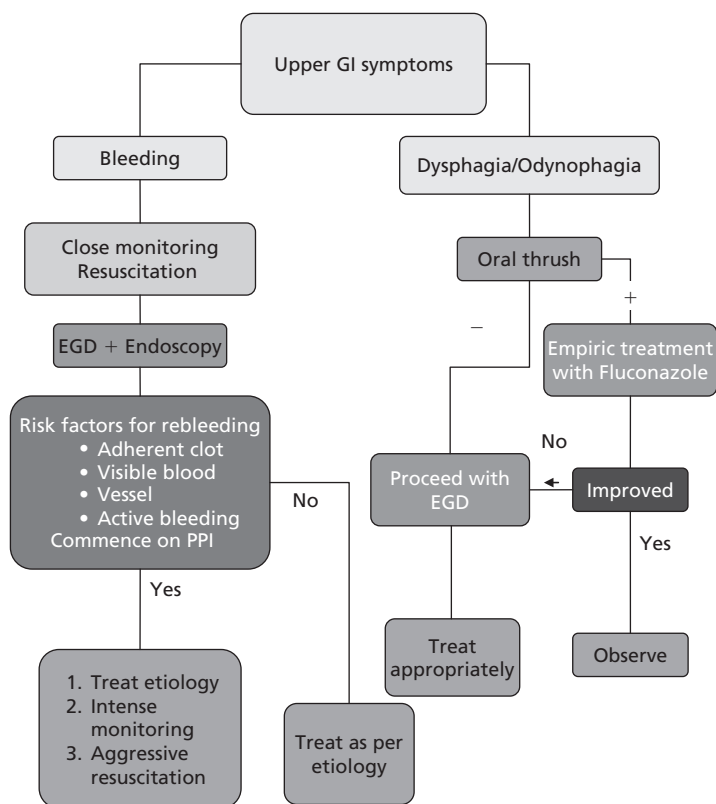 Upper GI symptoms
Bleeding
Close monitoring
Resuscitation
EGD + Endoscopy
Risk factors for rebleeding
• Adherent clot
• Visible blood
• Vessel
• Active bleeding
Commence on PPI
No
Yes
1. Treat etiology
2. Intense
monitoring
3. Aggressive
resuscitation
Treat as per
etiology
Dysphagia/Odynophagia
Oral thrush
−
+
Empiric treatment
with Fluconazole
No
Proceed with
EGD
Improved
Yes
Treat
appropriately
Observe